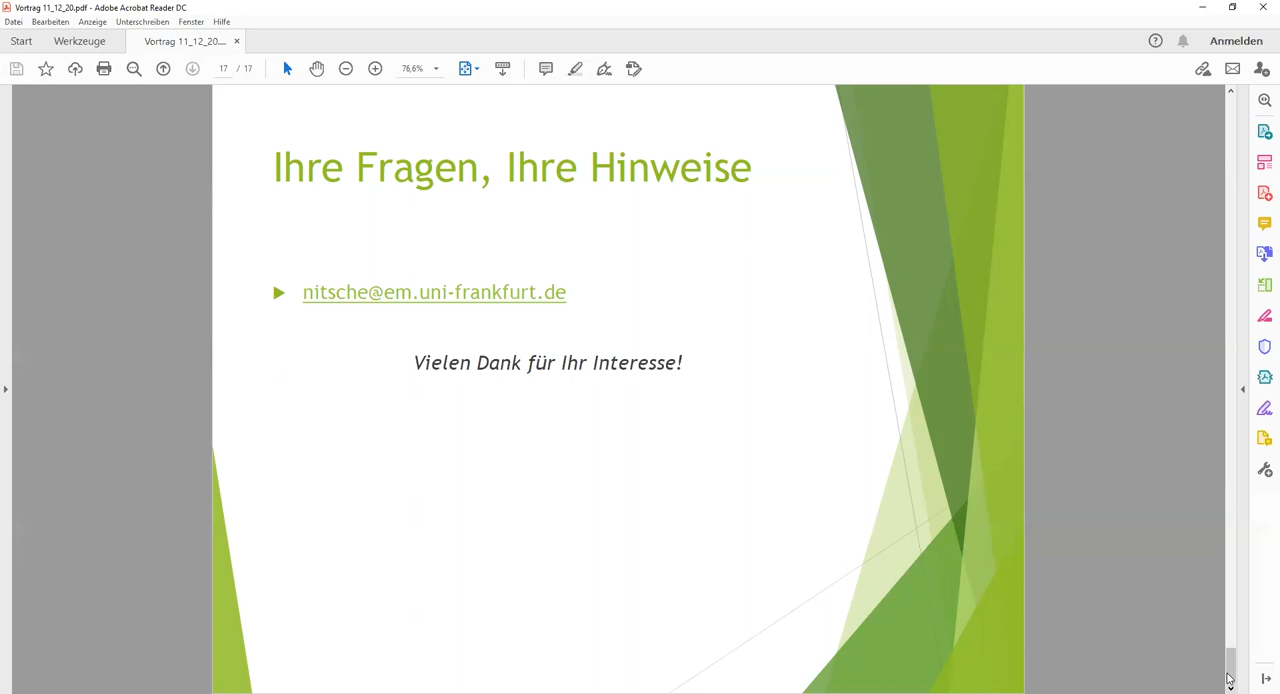 Vortrag 11_12_20.pdf - Adobe Acrobat Reader DC
Datei Bearbeiten Anzeige Unterschreiben Fenster Hilfe
Start Werkzeuge Vortrag 11_12_20.... × Anmelden
17 / 17 76,6%
Ihre Fragen, Ihre Hinweise
nitsche@em.uni-frankfurt.de
Vielen Dank für Ihr Interesse!